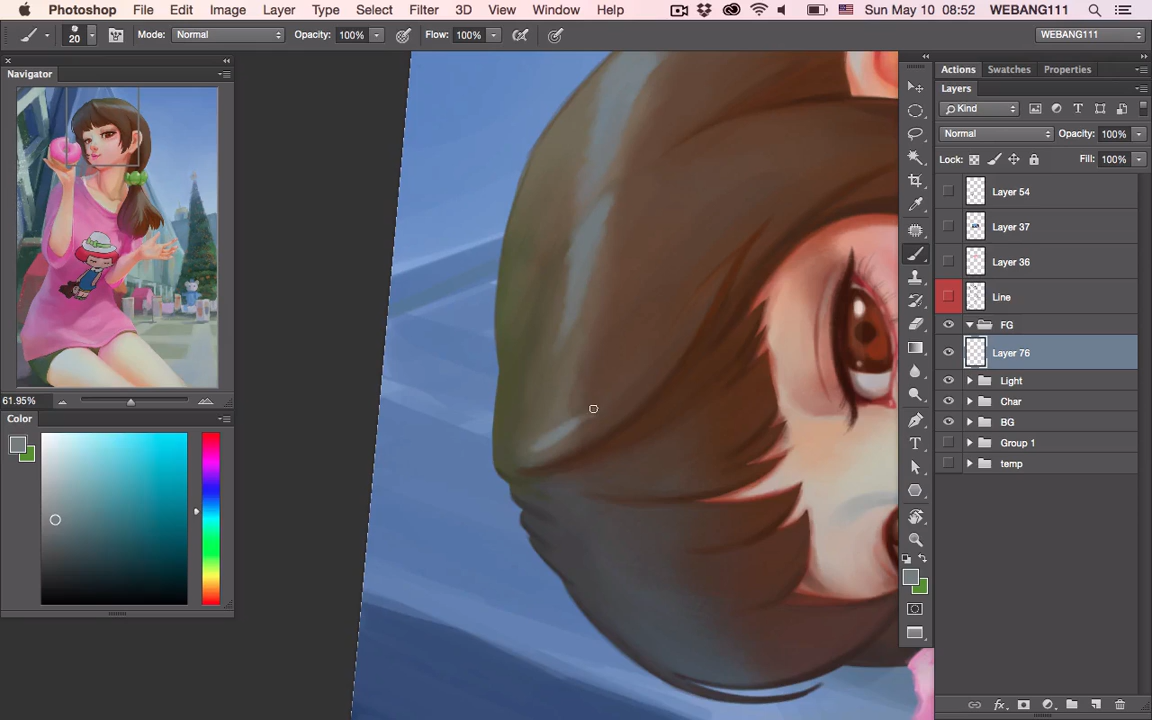 Photoshop File Edit Image Layer Type Select Filter 3D View Window Help Sun May 10 08:52 WEBANG111
20 Mode: Normal Opacity: 100% Flow: 100% WEBANG111
Navigator
61.95%
Color
Actions Swatches Properties
Layers
Kind
Normal Opacity: 100%
Lock: Fill: 100%
Layer 54
Layer 37
Layer 36
Line
FG
Layer 76
Light
Char
BG
Group 1
temp